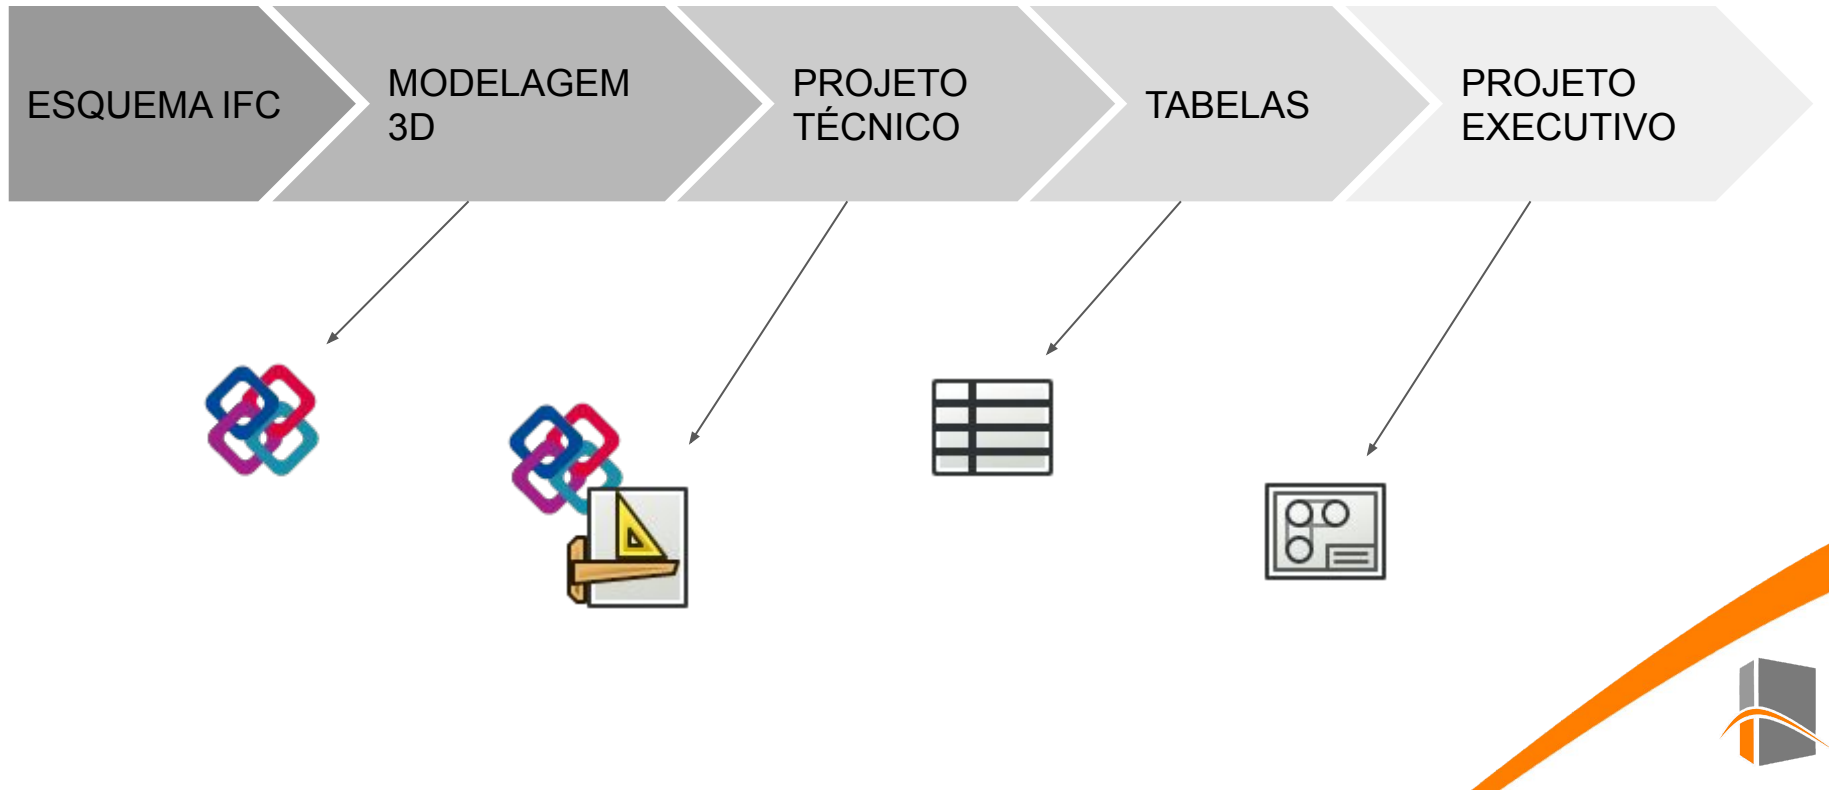 ESQUEMA IFC
MODELAGEM
3D
PROJETO
TÉCNICO
TABELAS
PROJETO
EXECUTIVO